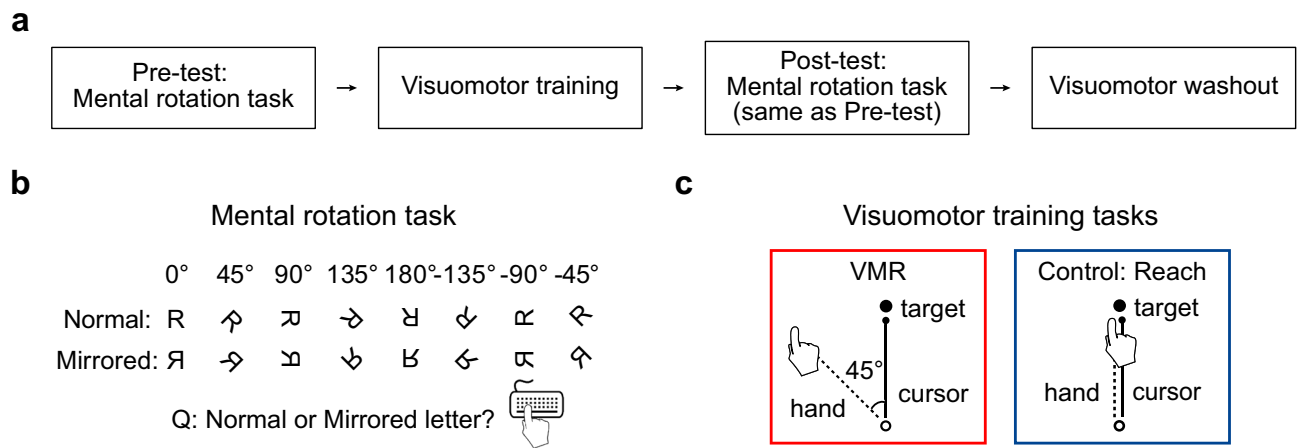 a
Pre-test:
Mental rotation task
→
Visuomotor training
→
Post-test:
Mental rotation task
(same as Pre-test)
→
Visuomotor washout
b
Mental rotation task
0° 45° 90° 135° 180° -135° -90° -45°
Normal: R R R R R R R R
Mirrored: Я Я Я Я Я Я Я Я
Q: Normal or Mirrored letter?
c
Visuomotor training tasks
VMR
target
45°
hand
cursor
Control: Reach
target
hand
cursor